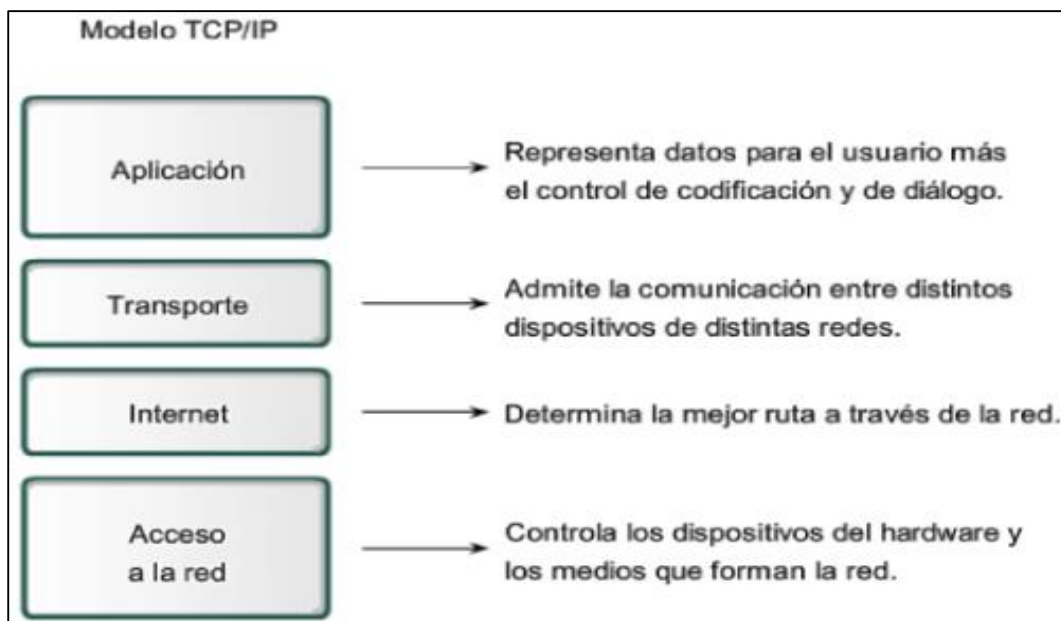 Modelo TCP/IP
Aplicación
Representa datos para el usuario más
el control de codificación y de diálogo.
Transporte
Admite la comunicación entre distintos
dispositivos de distintas redes.
Internet
Determina la mejor ruta a través de la red.
Acceso
a la red
Controla los dispositivos del hardware y
los medios que forman la red.